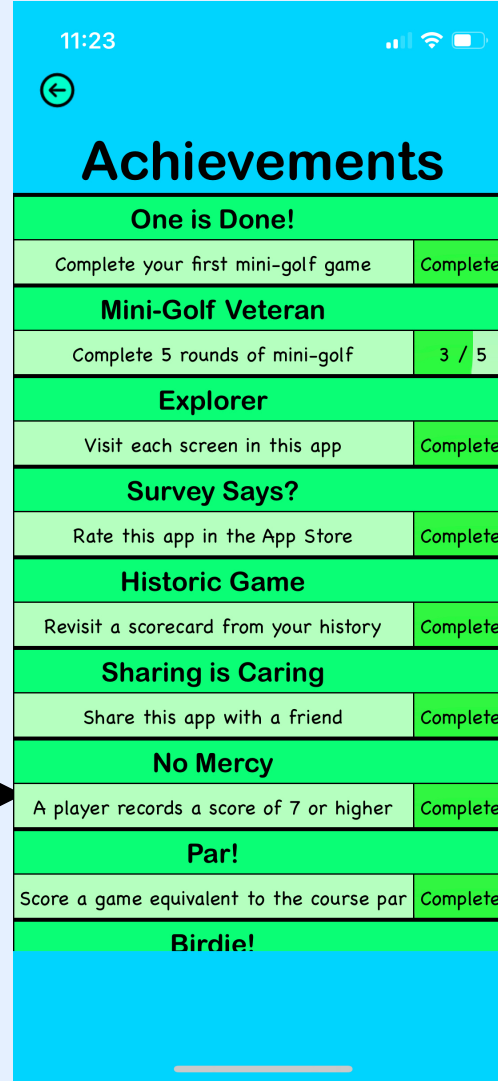 11:23
Achievements
One is Done!
Complete your first mini-golf game Complete
Mini-Golf Veteran
Complete 5 rounds of mini-golf 3 / 5
Explorer
Visit each screen in this app Complete
Survey Says?
Rate this app in the App Store Complete
Historic Game
Revisit a scorecard from your history Complete
Sharing is Caring
Share this app with a friend Complete
No Mercy
A player records a score of 7 or higher Complete
Par!
Score a game equivalent to the course par Complete
Birdie!